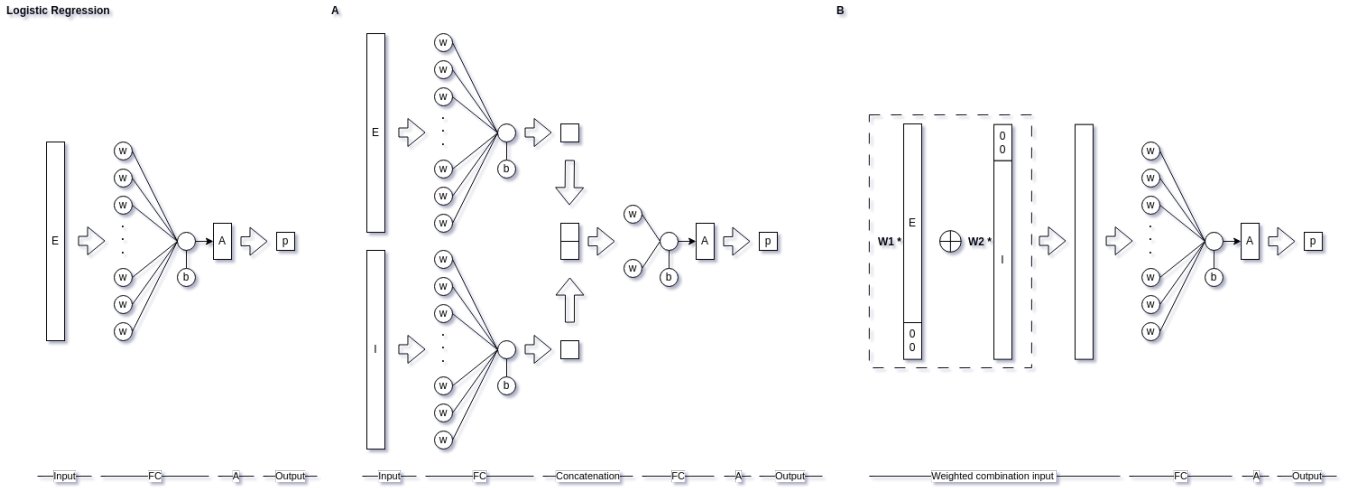 Logistic Regression
E
w
w
w
.
.
.
w
w
w
b
A
p
Input
FC
A
Output
A
E
w
w
w
.
.
.
w
w
w
b
I
w
w
w
.
.
.
w
w
w
b
w
w
b
A
p
Input
FC
Concatenation
FC
A
Output
B
W1 *
E
0
0
W2 *
0
0
I
w
w
w
.
.
.
w
w
w
b
A
p
Weighted combination input
FC
A
Output